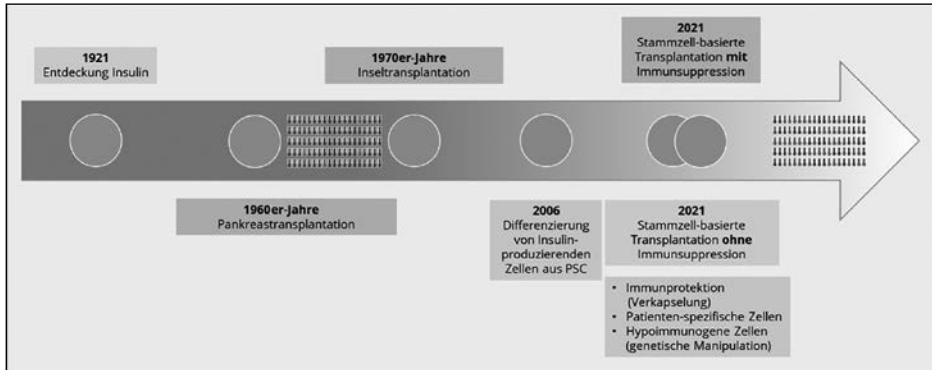 1921
Entdeckung Insulin
1970er-Jahre
Inseltransplantation
2021
Stammzell-basierte
Transplantation mit
Immunsuppression
1960er-Jahre
Pankreastransplantation
2006
Differenzierung
von Insulin-
produzierenden
Zellen aus PSC
2021
Stammzell-basierte
Transplantation ohne
Immunsuppression
• Immunprotektion
(Verkapselung)
• Patienten-spezifische Zellen
• Hypoimmunogene Zellen
(genetische Manipulation)